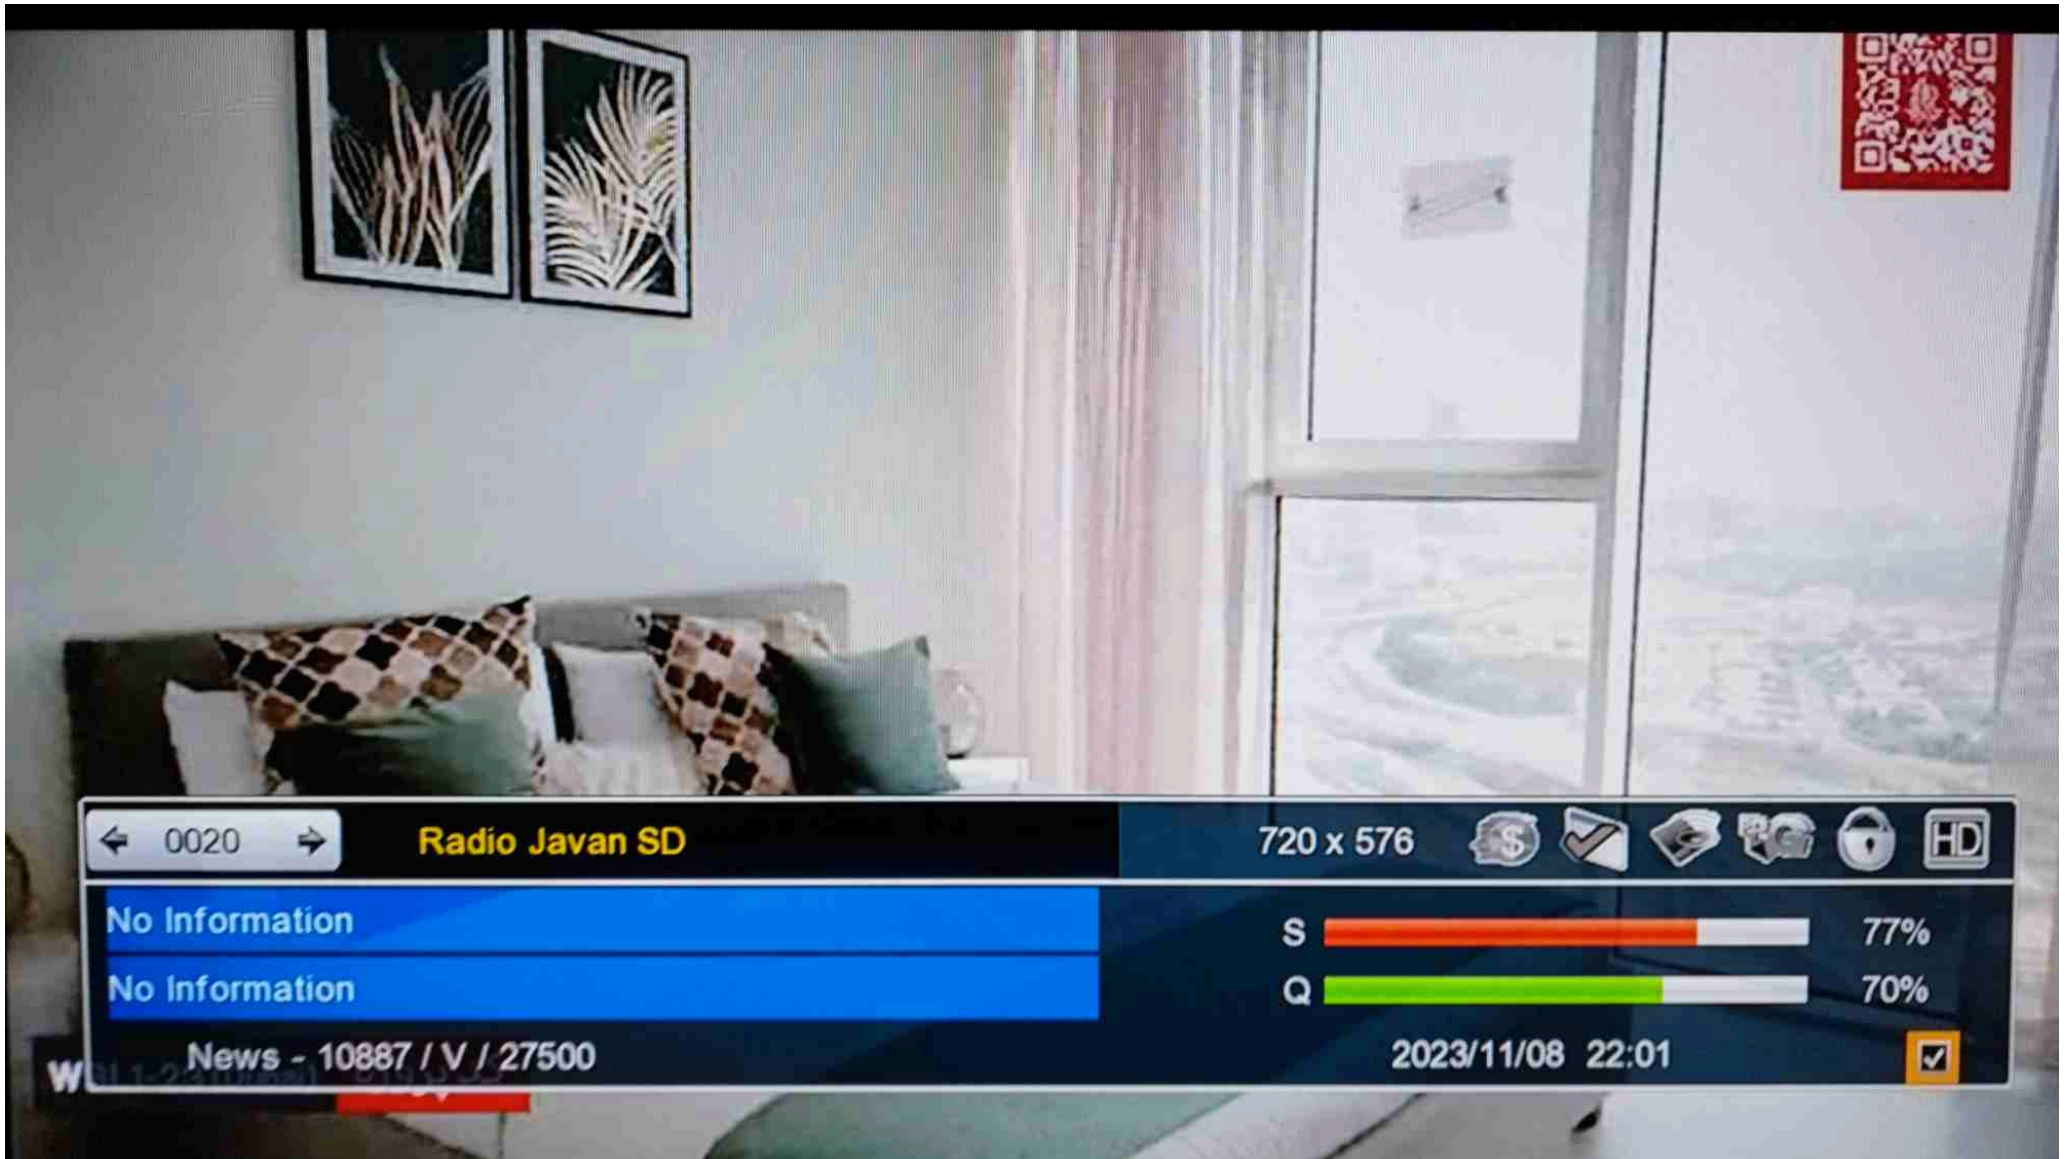 0020
Radio Javan SD
720 x 576
HD
No Information
S
77%
No Information
Q
70%
News - 10887 / V / 27500
2023/11/08 22:01